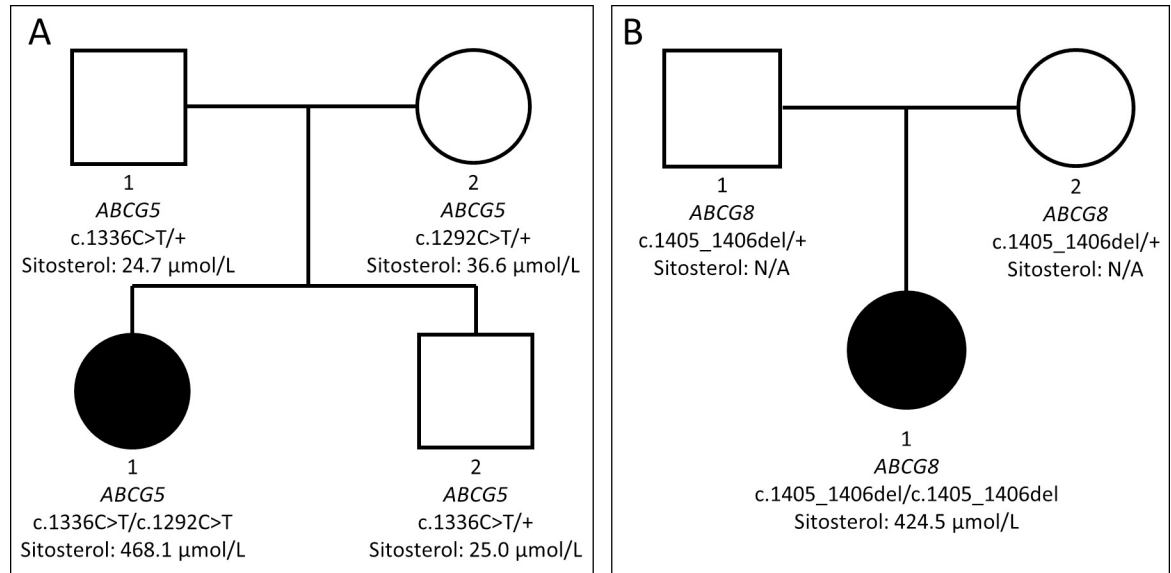 A
1
ABCG5
c.1336C>T/+
Sitosterol: 24.7 µmol/L
2
ABCG5
c.1292C>T/+
Sitosterol: 36.6 µmol/L
1
ABCG5
c.1336C>T/c.1292C>T
Sitosterol: 468.1 µmol/L
2
ABCG5
c.1336C>T/+
Sitosterol: 25.0 µmol/L
B
1
ABCG8
c.1405_1406del/+
Sitosterol: N/A
2
ABCG8
c.1405_1406del/+
Sitosterol: N/A
1
ABCG8
c.1405_1406del/c.1405_1406del
Sitosterol: 424.5 µmol/L